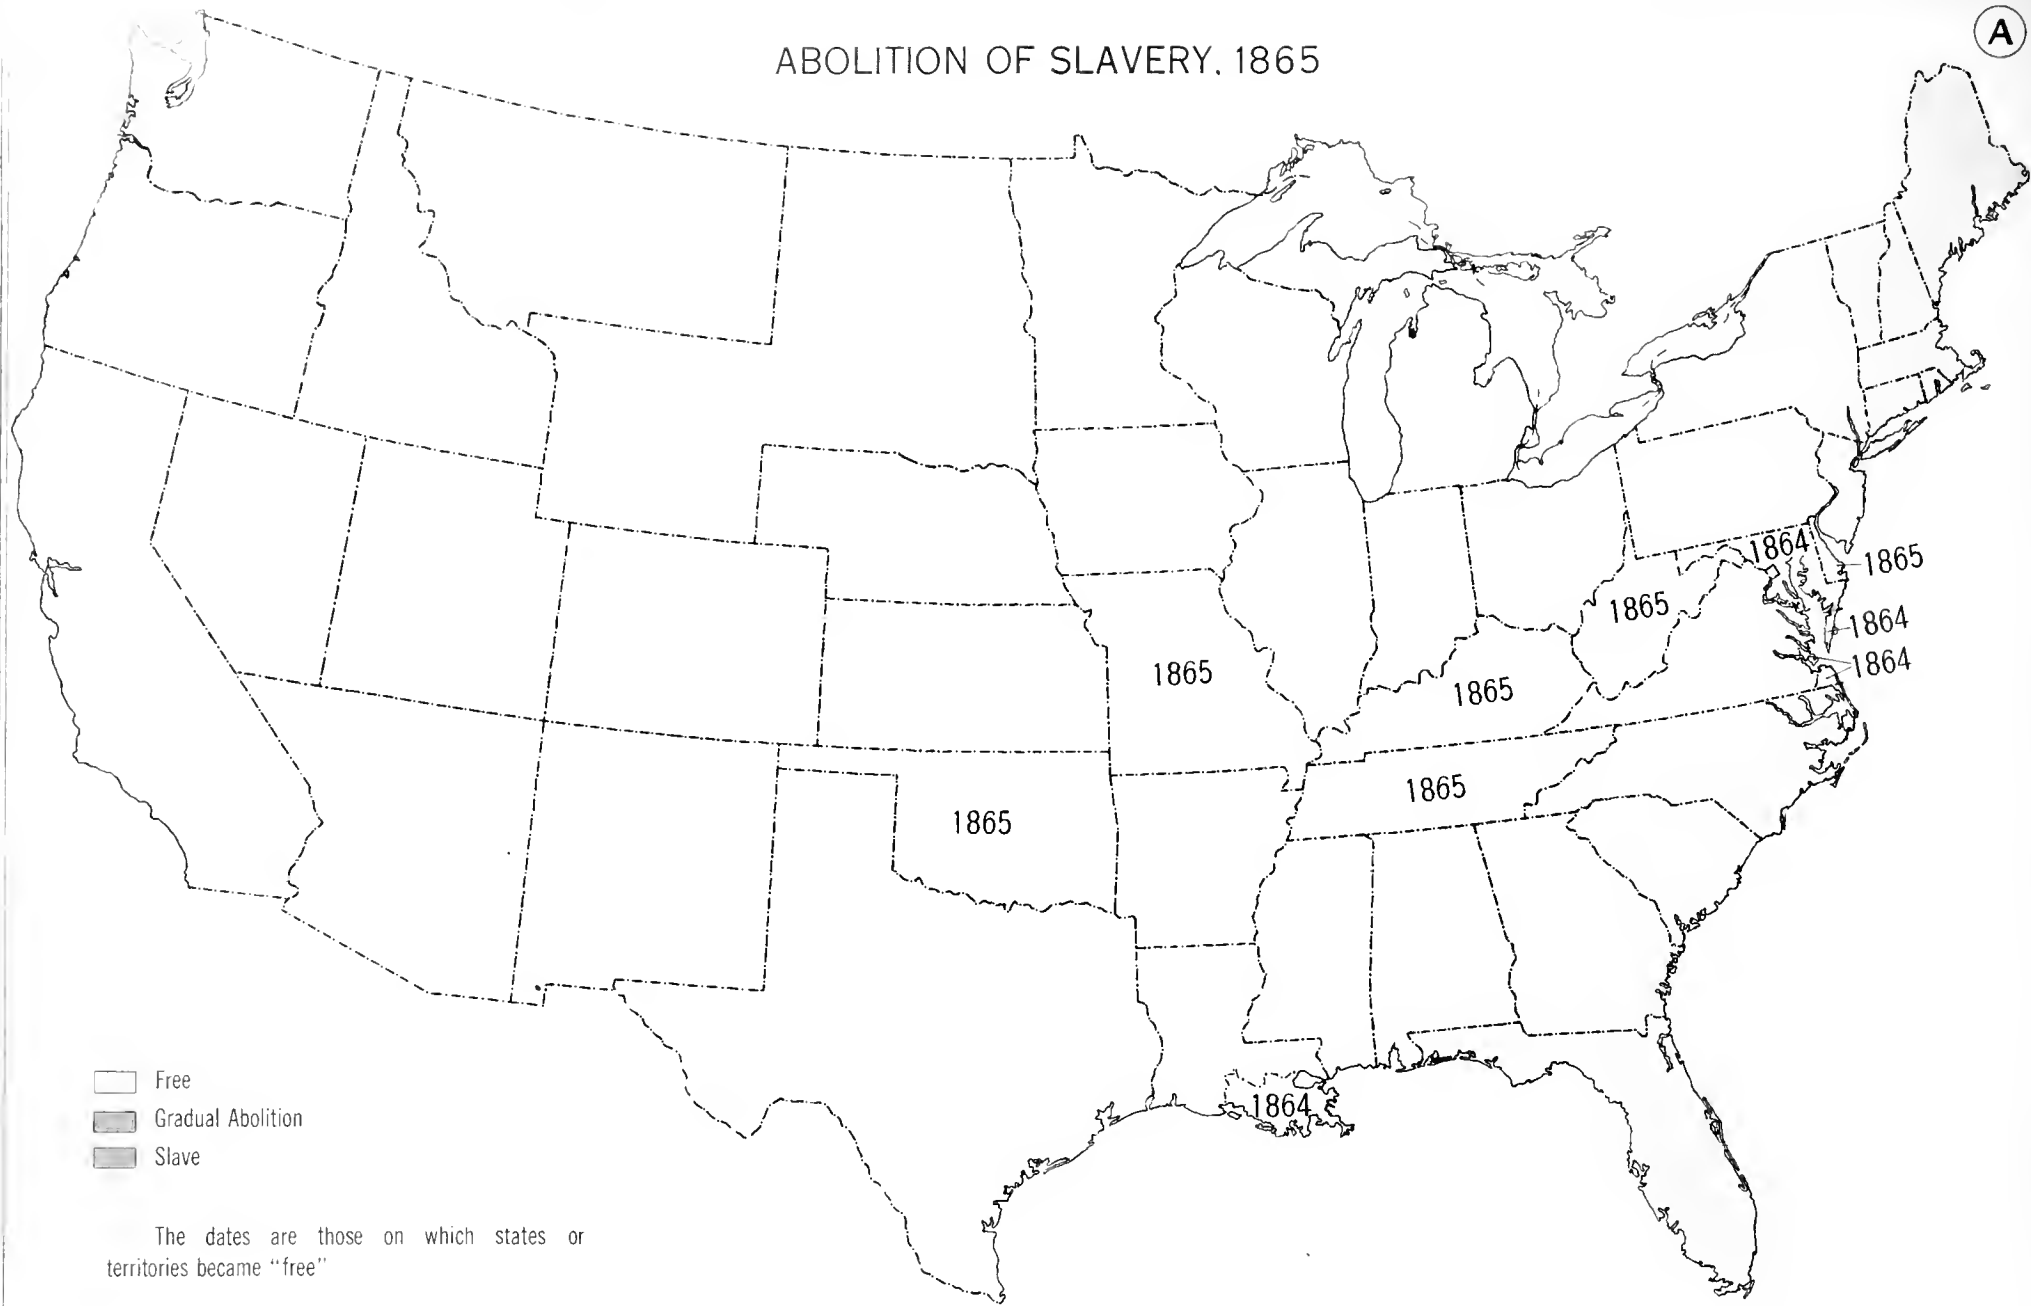 A
ABOLITION OF SLAVERY, 1865
1864
1865
1865
1864
1864
1865
1865
1865
1865
1864
Free
Gradual Abolition
Slave
The dates are those on which states or
territories became "free"